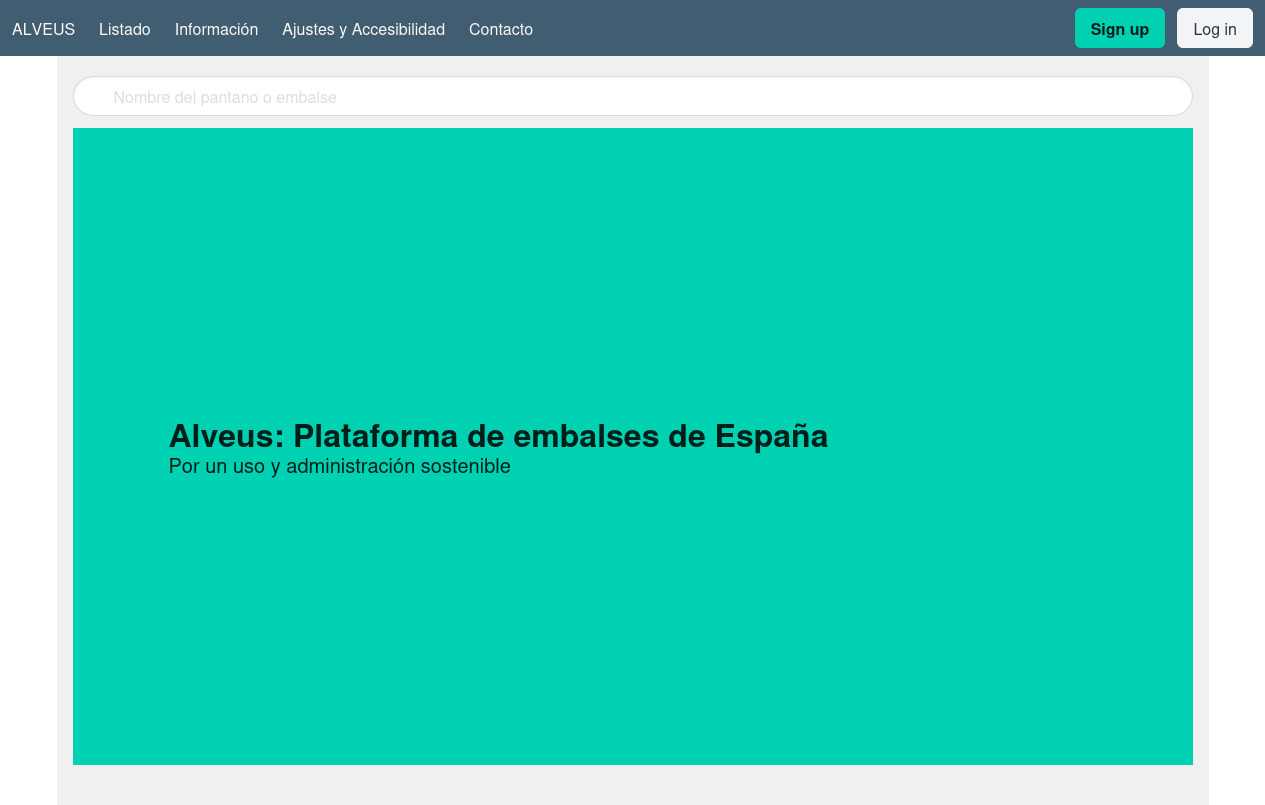 ALVEUS Listado Información Ajustes y Accesibilidad Contacto Sign up Log in
Nombre del pantano o embalse
Alveus: Plataforma de embalses de España
Por un uso y administración sostenible